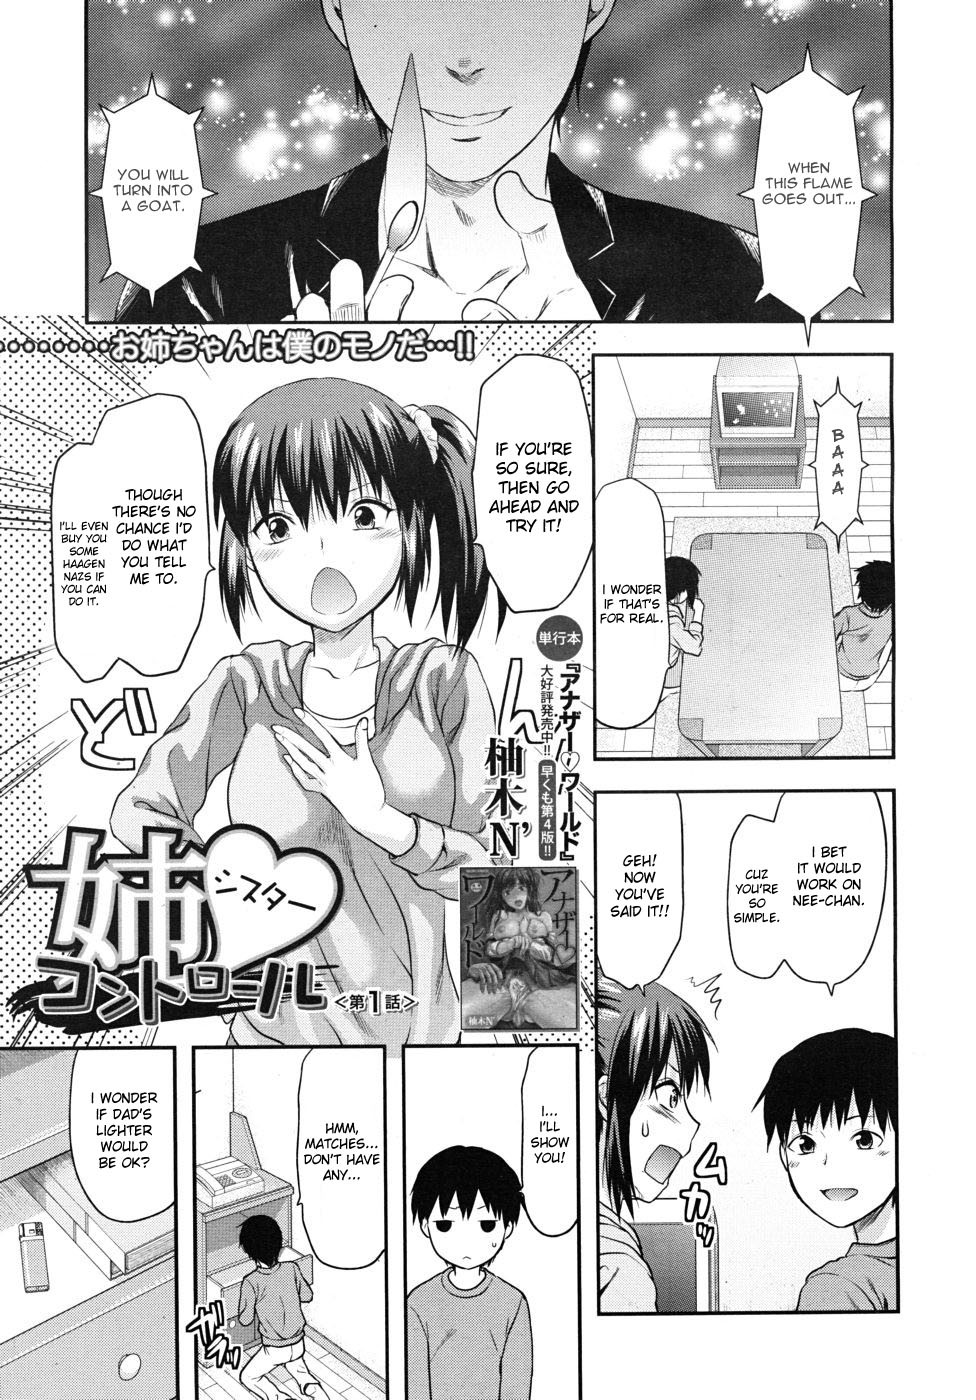 WHEN
THIS FLAME
GOES OUT...
YOU WILL
TURN INTO
A GOAT.
BAAAA
I WONDER
IF THAT'S
FOR REAL.
I BET
IT WOULD
WORK ON
NEE-CHAN.
CUZ
YOU'RE
SO
SIMPLE.
GEH!
NOW
YOU'VE
SAID IT!!
ムカッ
お姉ちゃんは僕のモノだ…!!
IF YOU'RE
SO SURE,
THEN GO
AHEAD AND
TRY IT!
THOUGH
THERE'S NO
CHANCE I'D
DO WHAT
YOU TELL
ME TO.
I'LL EVEN
BUY YOU
SOME
HAAGEN
NAZS IF
YOU CAN
DO IT.
どん
単行本
『アナザー♡ワールド』
大好評発売中!!
早くも第4版!!
柚木N'
アナザー♡
ワールド
柚木N'
姉♡
シスター
コントロール
<第1話>
I...
I'LL
SHOW
YOU!
HMM,
MATCHES...
DON'T HAVE
ANY...
ガラッ
I WONDER
IF DAD'S
LIGHTER
WOULD
BE OK?